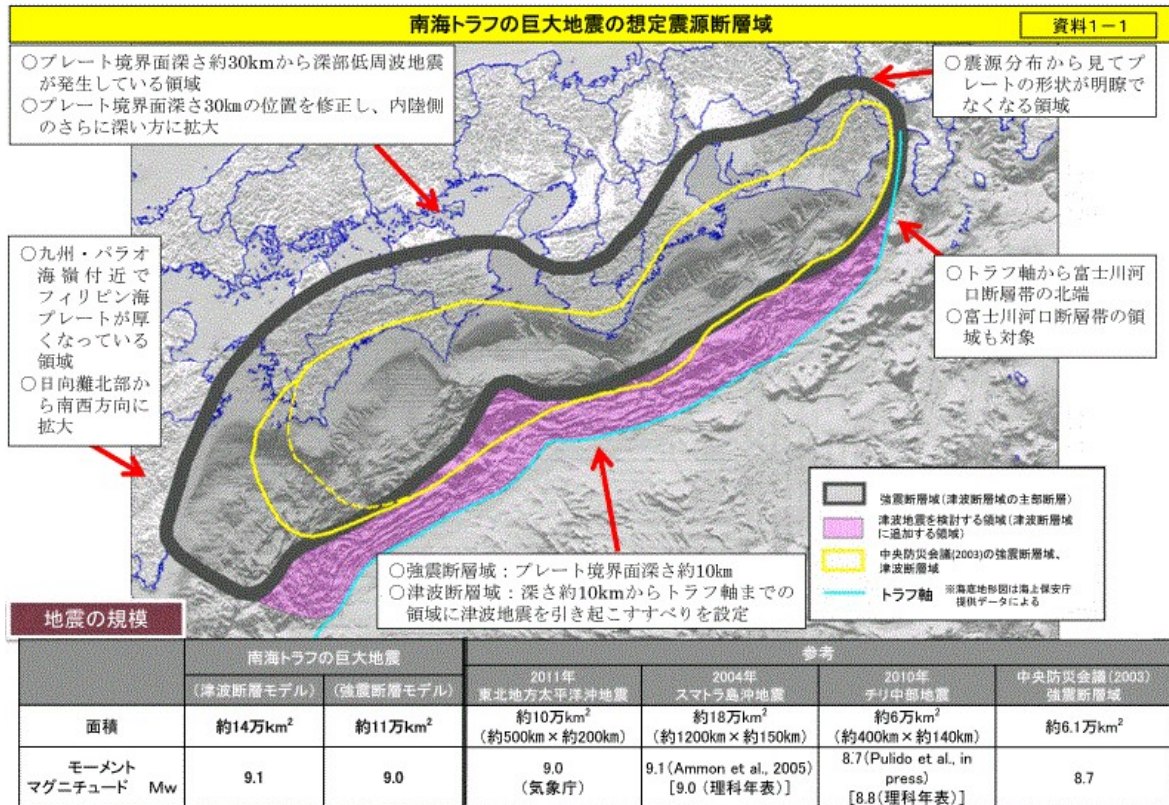 南海トラフの巨大地震の想定震源断層域
資料1-1
○プレート境界面深さ約30kmから深部低周波地震
が発生している領域
○プレート境界面深さ30kmの位置を修正し、内陸側
のさらに深い方に拡大
○震源分布から見てプ
レートの形状が明瞭で
なくなる領域
○九州・パラオ
海嶺付近で
フィリピン海
プレートが厚
くなっている
領域
○日向灘北部か
ら南西方向に
拡大
○トラフ軸から富士川河
口断層帯の北端
○富士川河口断層帯の領
域も対象
○強震断層域:プレート境界面深さ約10km
○津波断層域:深さ約10kmからトラフ軸までの
領域に津波地震を引き起こすすべりを設定
強震断層域(津波断層域の主部断層)
津波地震を検討する領域(津波断層域
に追加する領域)
中央防災会議(2003)の強震断層域、
津波断層域
トラフ軸
※海底地形図は海上保安庁
提供データによる
地震の規模
南海トラフの巨大地震
参考
(津波断層モデル)
(強震断層モデル)
2011年
東北地方太平洋沖地震
2004年
スマトラ島沖地震
2010年
チリ中部地震
中央防災会議(2003)
強震断層域
面積
約14万km²
約11万km²
約10万km²
(約500km×約200km)
約18万km²
(約1200km×約150km)
約6万km²
(約400km×約140km)
約6.1万km²
モーメント
マグニチュード Mw
9.1
9.0
9.0
(気象庁)
9.1(Ammon et al., 2005)
[9.0 (理科年表)]
8.7(Pulido et al., in
press)
[8.8(理科年表)]
8.7